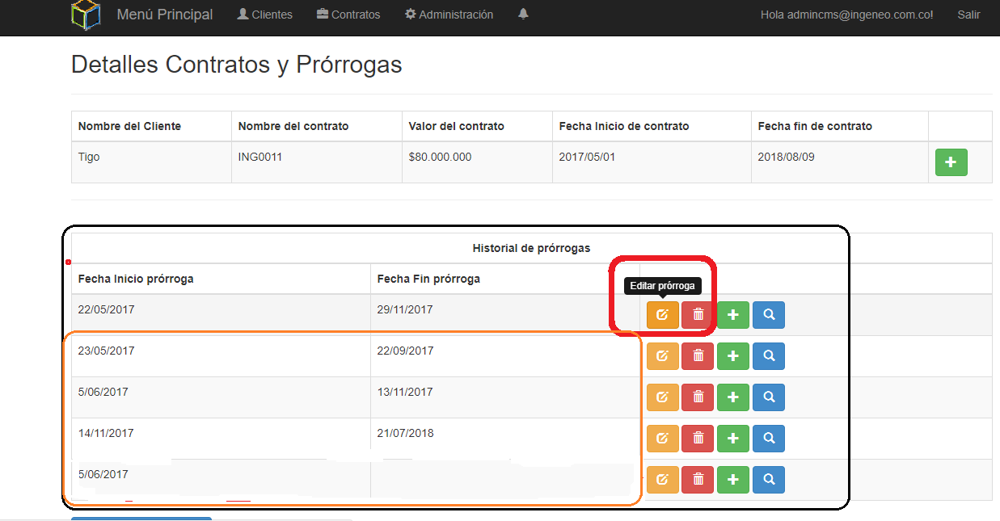 Menú Principal Clientes Contratos Administración Hola admincms@ingeneo.com.co! Salir
Detalles Contratos y Prórrogas
Nombre del Cliente Nombre del contrato Valor del contrato Fecha Inicio de contrato Fecha fin de contrato
Tigo ING0011 $80.000.000 2017/05/01 2018/08/09
Historial de prórrogas
Fecha Inicio prórroga Fecha Fin prórroga
Editar prórroga
22/05/2017 29/11/2017
23/05/2017 22/09/2017
5/06/2017 13/11/2017
14/11/2017 21/07/2018
5/06/2017